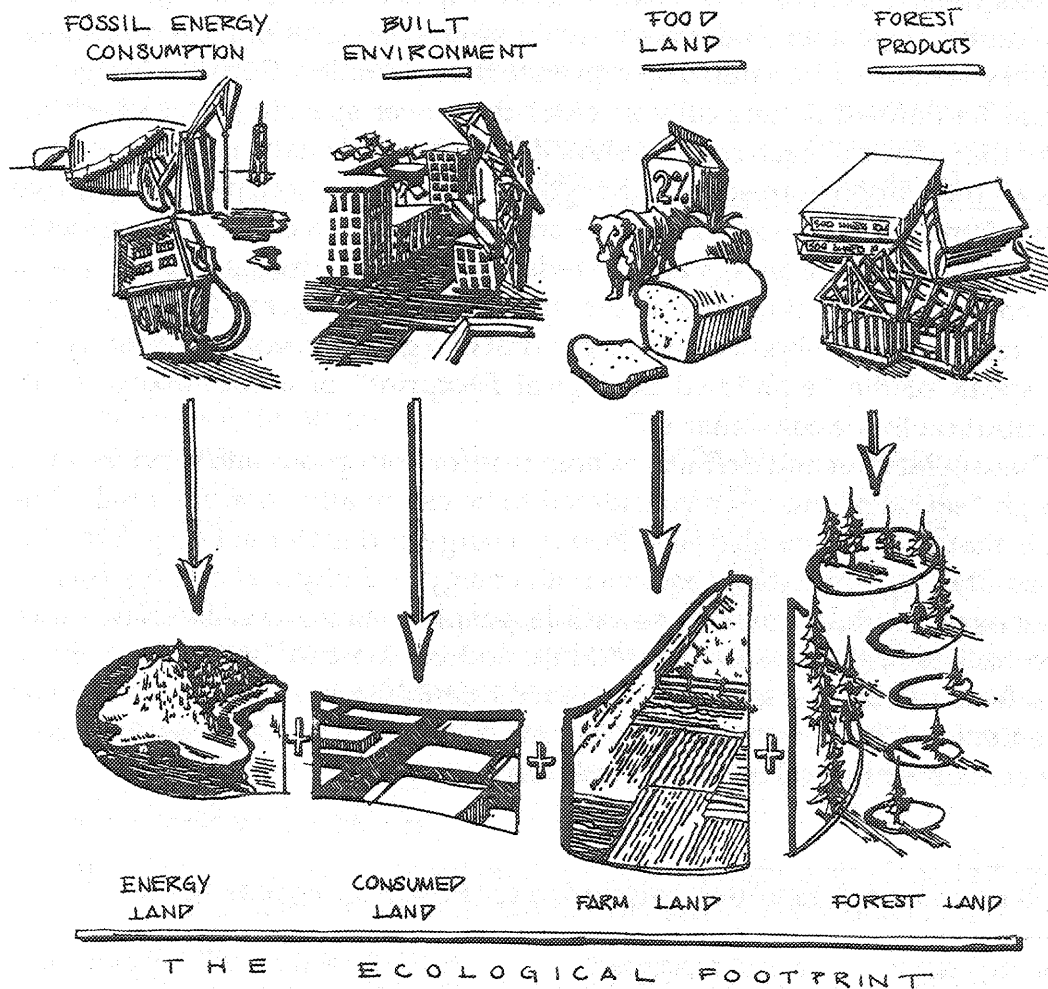 FOSSIL ENERGY
CONSUMPTION
BUILT
ENVIRONMENT
FOOD
LAND
FOREST
PRODUCTS
2%
ENERGY
LAND
CONSUMED
LAND
FARM LAND
FOREST LAND
THE ECOLOGICAL FOOTPRINT